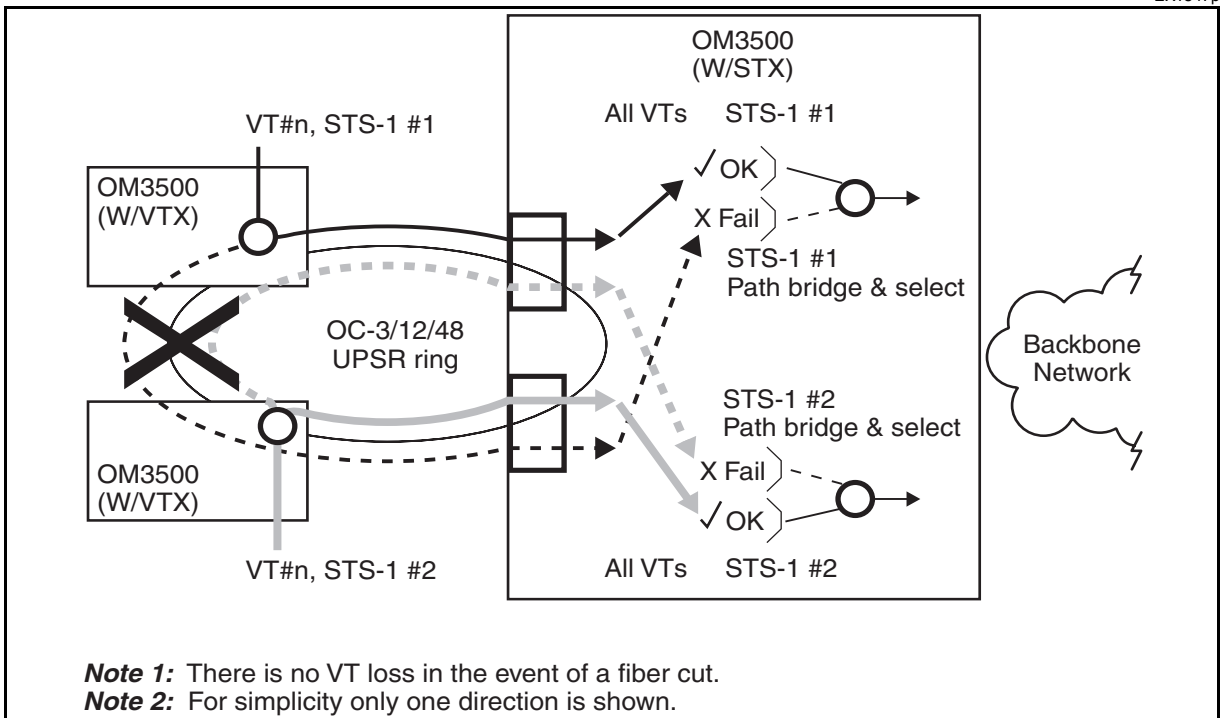 OM3500
(W/STX)
All VTs STS-1 #1
VT#n, STS-1 #1
√ OK
OM3500
(W/VTX)
X Fail
STS-1 #1
Path bridge & select
OC-3/12/48
UPSR ring
Backbone
Network
STS-1 #2
Path bridge & select
X Fail
OM3500
(W/VTX)
√ OK
VT#n, STS-1 #2
All VTs STS-1 #2
Note 1: There is no VT loss in the event of a fiber cut.
Note 2: For simplicity only one direction is shown.